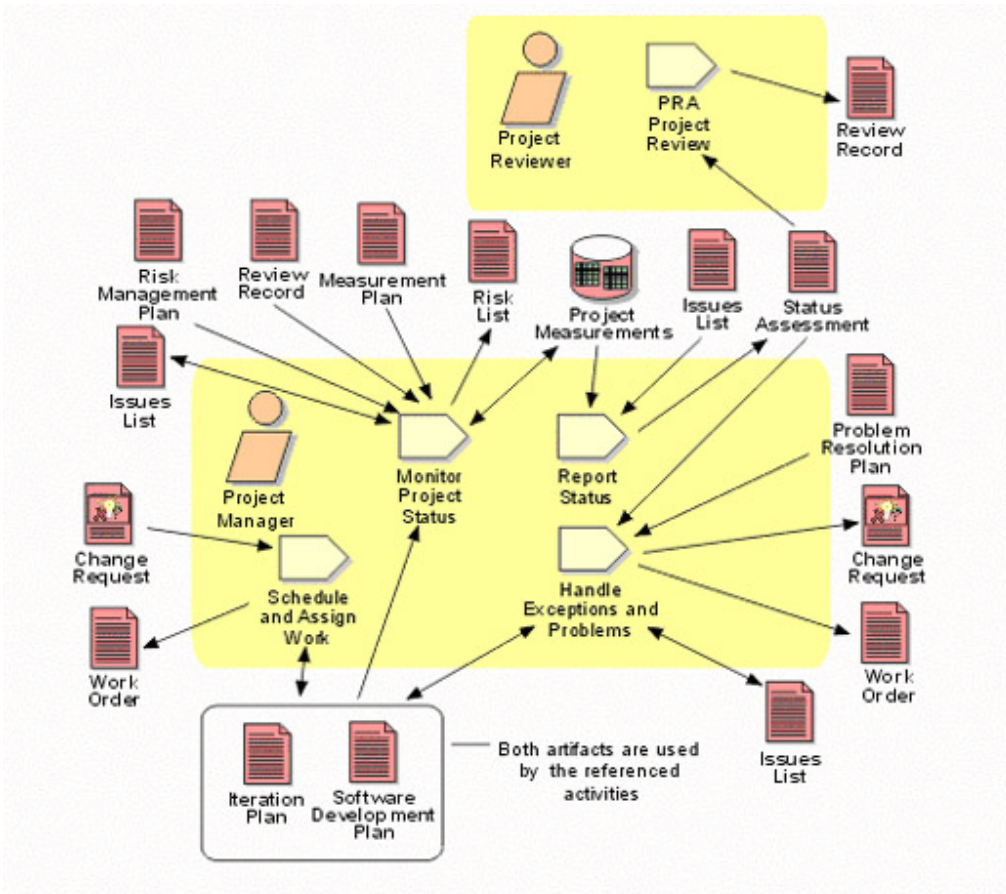 Project
Reviewer
PRA
Project
Review
Review
Record
Risk
Management
Plan
Review
Record
Measurement
Plan
Risk
List
Project
Measurements
Issues
List
Status
Assessment
Issues
List
Project
Manager
Monitor
Project
Status
Report
Status
Problem
Resolution
Plan
Change
Request
Schedule
and Assign
Work
Handle
Exceptions and
Problems
Change
Request
Work
Order
Work
Order
Iteration
Plan
Software
Development
Plan
Both artifacts are used
by the referenced
activities
Issues
List